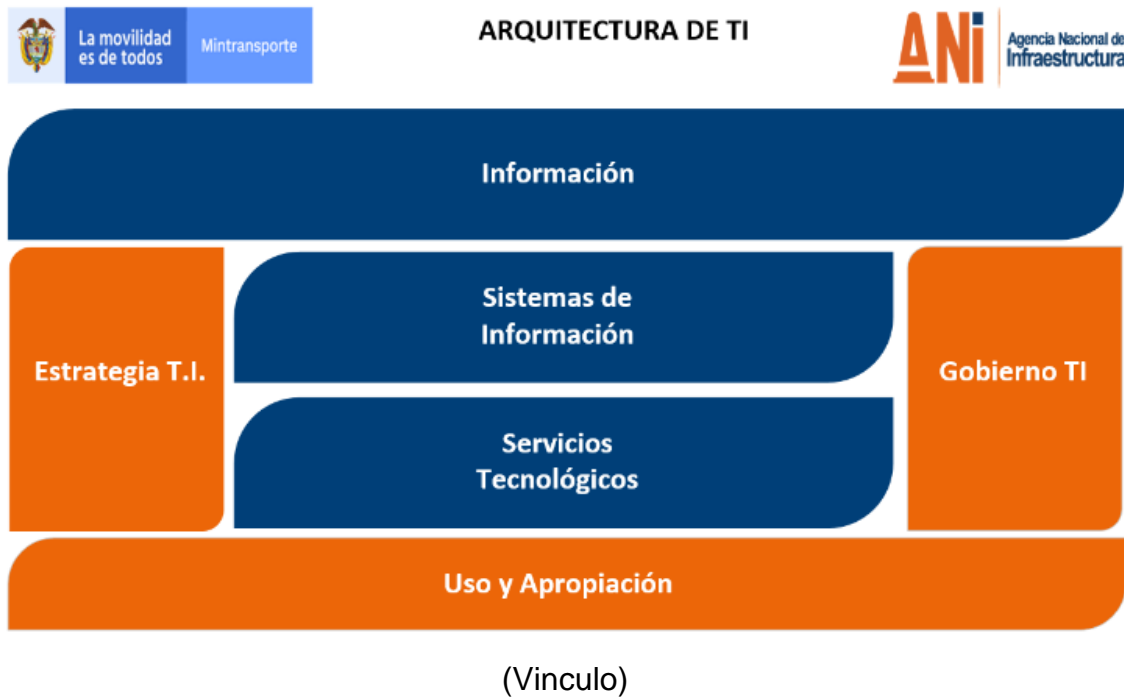 La movilidad
es de todos
Mintransporte
ARQUITECTURA DE TI
ANi
Agencia Nacional de
Infraestructura
Información
Sistemas de
Información
Estrategia T.I.
Gobierno TI
Servicios
Tecnológicos
Uso y Apropiación
(Vinculo)